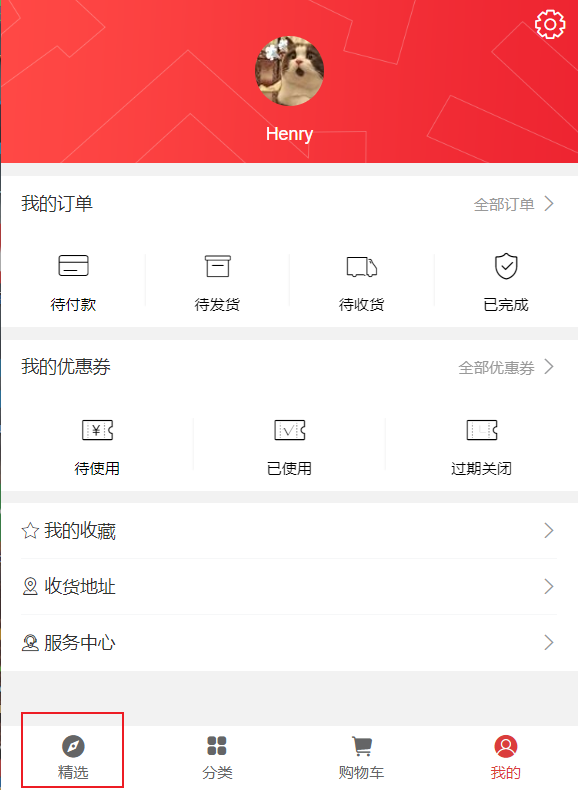 Henry
我的订单 全部订单
待付款 待发货 待收货 已完成
我的优惠券 全部优惠券
¥
待使用 已使用 过期关闭
我的收藏
收货地址
服务中心
精选 分类 购物车 我的